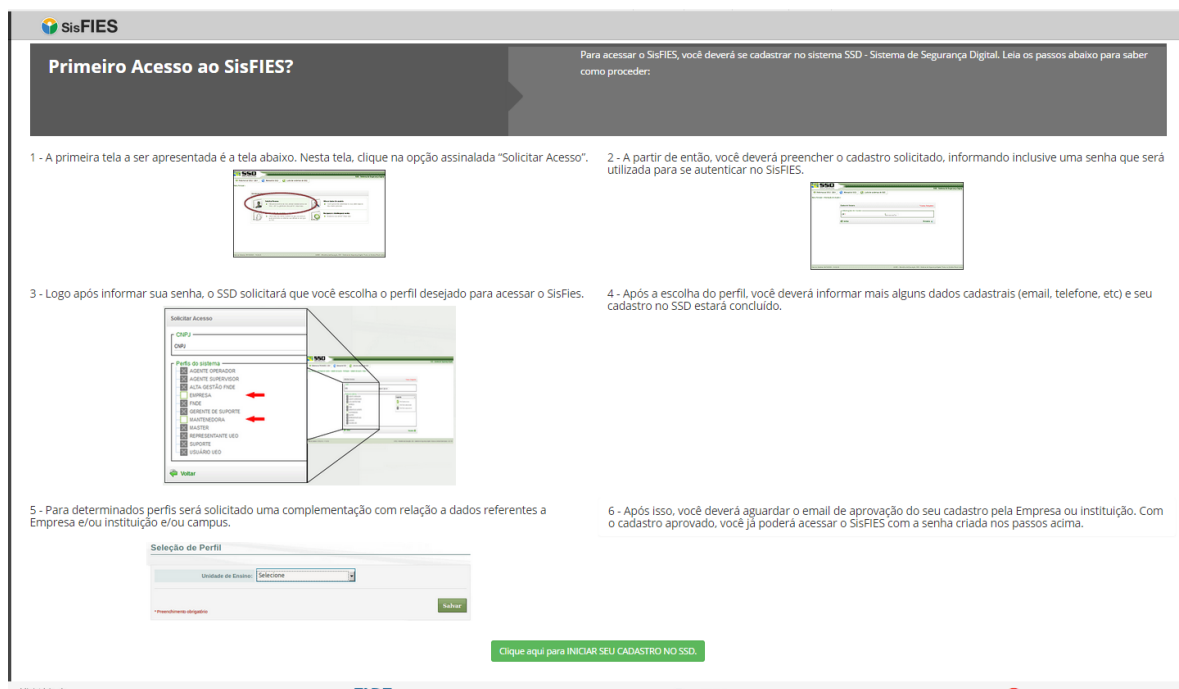 SisFIES
Primeiro Acesso ao SisFIES?
Para acessar o SisFIES, você deverá se cadastrar no sistema SSD - Sistema de Segurança Digital. Leia os passos abaixo para saber
como proceder:
1 - A primeira tela a ser apresentada é a tela abaixo. Nesta tela, clique na opção assinalada “Solicitar Acesso”.
SSD
2 - A partir de então, você deverá preencher o cadastro solicitado, informando inclusive uma senha que será
utilizada para se autenticar no SisFIES.
SSD
3 - Logo após informar sua senha, o SSD solicitará que você escolha o perfil desejado para acessar o SisFies.
Solicitar Acesso
CNPJ
CNPJ
Perfis do sistema
AGENTE OPERADOR
AGENTE SUPERVISOR
ALTA GESTÃO FNDE
EMPRESA
FNDE
GERENTE DE SUPORTE
MANTENEDORA
MASTER
REPRESENTANTE UEG
SUPORTE
USUÁRIO UEG
Voltar
SSD
4 - Após a escolha do perfil, você deverá informar mais alguns dados cadastrais (email, telefone, etc) e seu
cadastro no SSD estará concluído.
5 - Para determinados perfis será solicitado uma complementação com relação a dados referentes a
Empresa e/ou instituição e/ou campus.
Seleção de Perfil
Unidade de Ensino: Selecione
* Preenchimento obrigatório
Salvar
6 - Após isso, você deverá aguardar o email de aprovação do seu cadastro pela Empresa ou instituição. Com
o cadastro aprovado, você já poderá acessar o SisFIES com a senha criada nos passos acima.
Clique aqui para INICIAR SEU CADASTRO NO SSD.